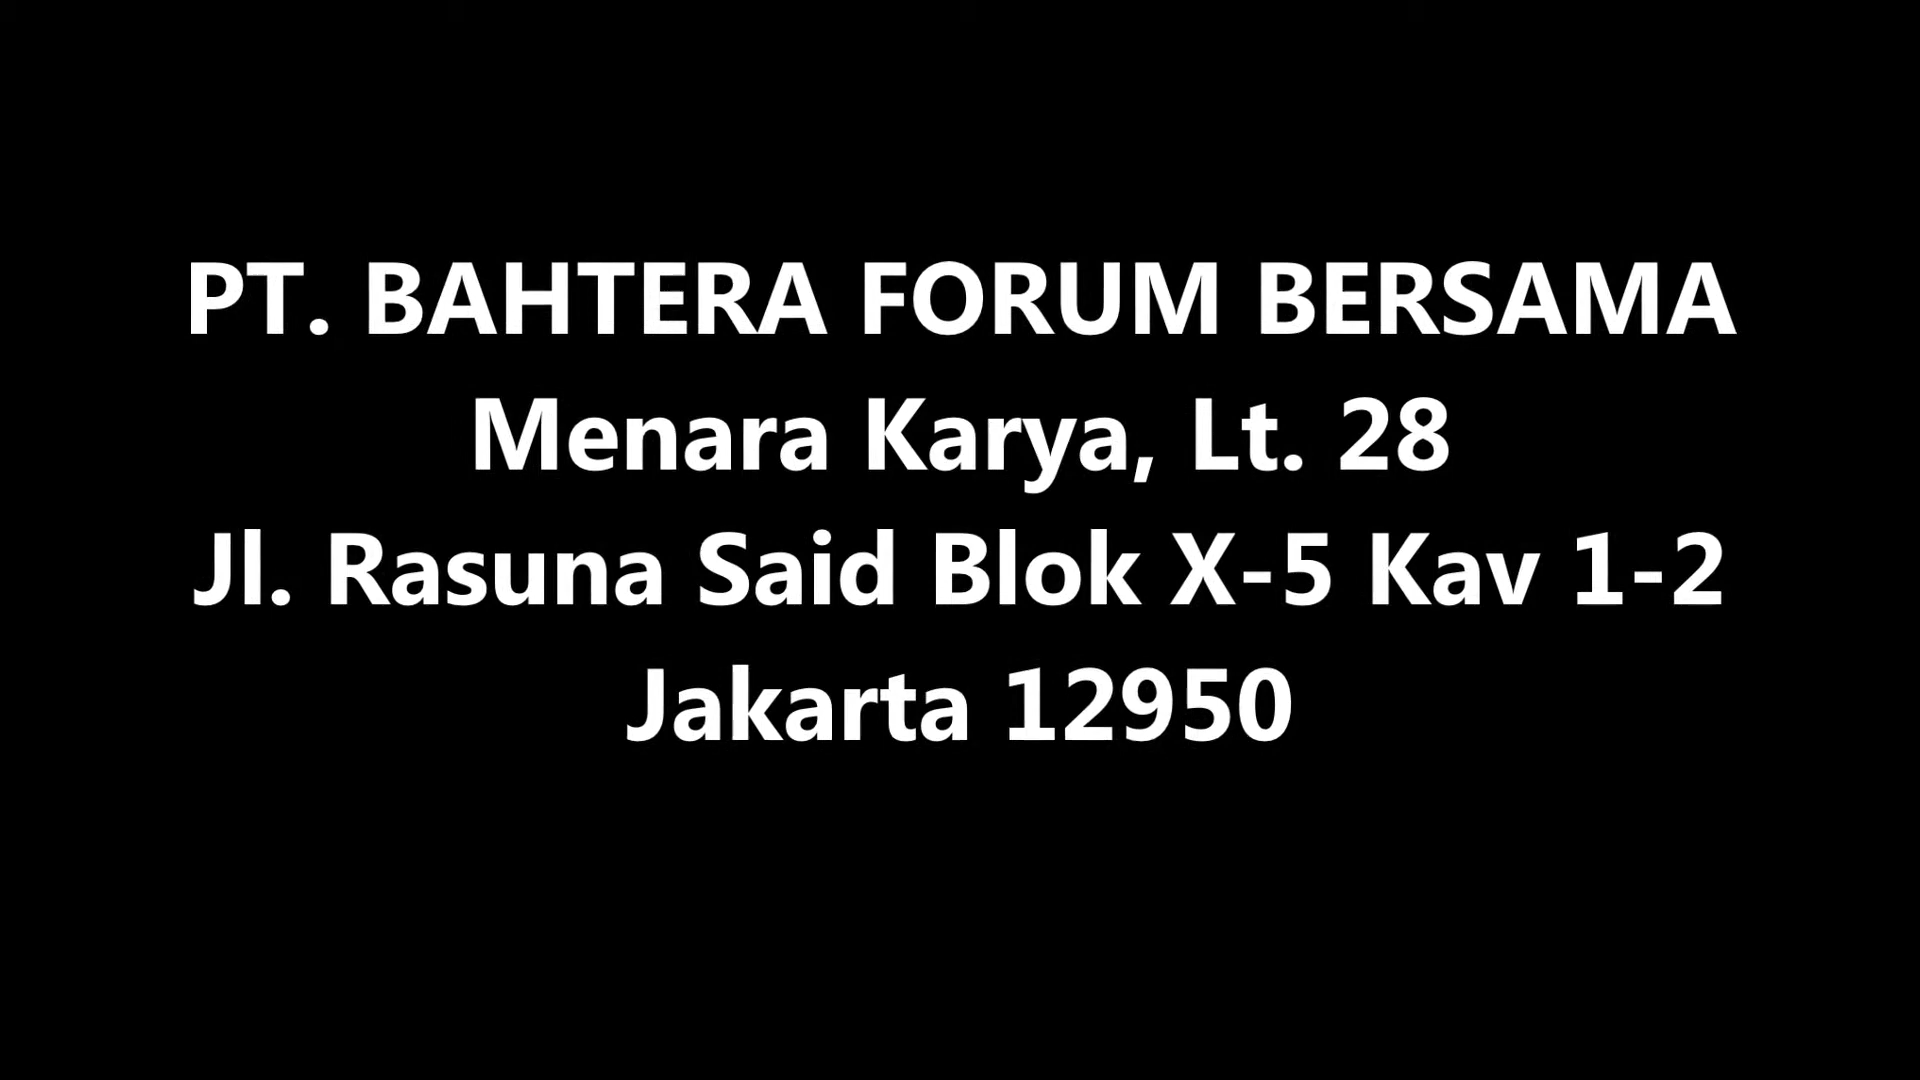 PT. BAHTERA FORUM BERSAMA
Menara Karya, Lt. 28
Jl. Rasuna Said Blok X-5 Kav 1-2
Jakarta 12950